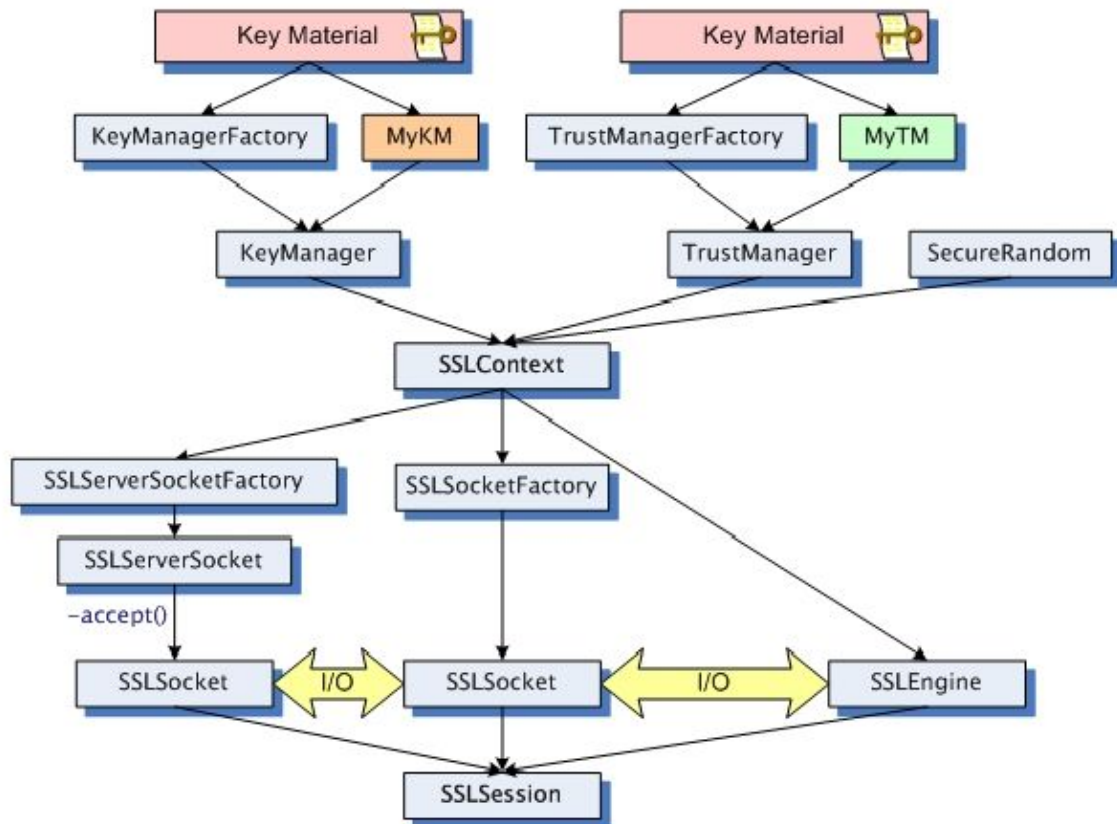 Key Material
Key Material
KeyManagerFactory
MyKM
TrustManagerFactory
MyTM
KeyManager
TrustManager
SecureRandom
SSLContext
SSLServerSocketFactory
SSLSocketFactory
SSLServerSocket
-accept()
SSLSocket
I/O
SSLSocket
I/O
SSLEngine
SSLSession